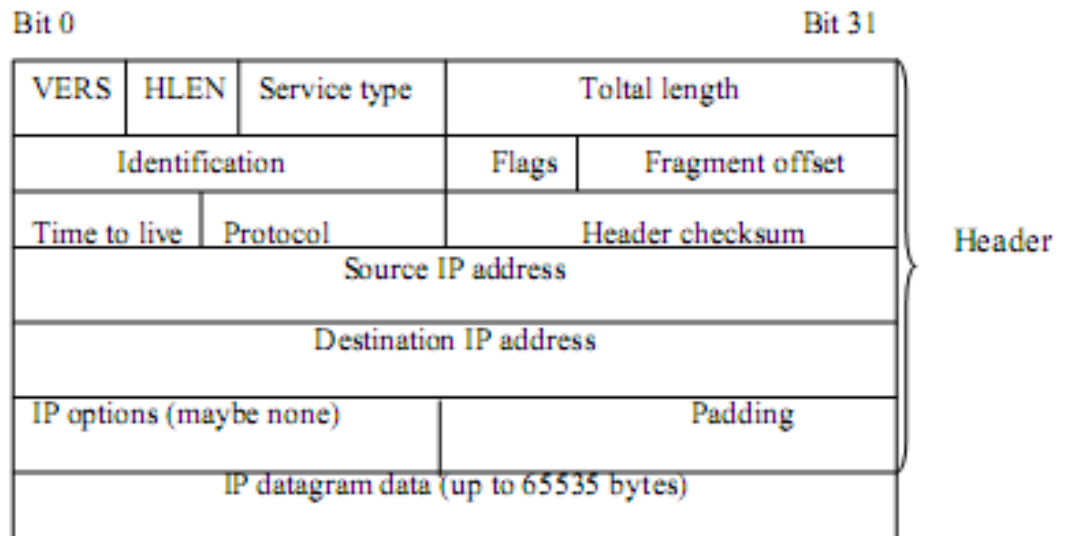 Bit 0 Bit 31
VERS HLEN Service type Toltal length
Identification Flags Fragment offset
Time to live Protocol Header checksum
Header
Source IP address
Destination IP address
IP options (maybe none) Padding
IP datagram data (up to 65535 bytes)